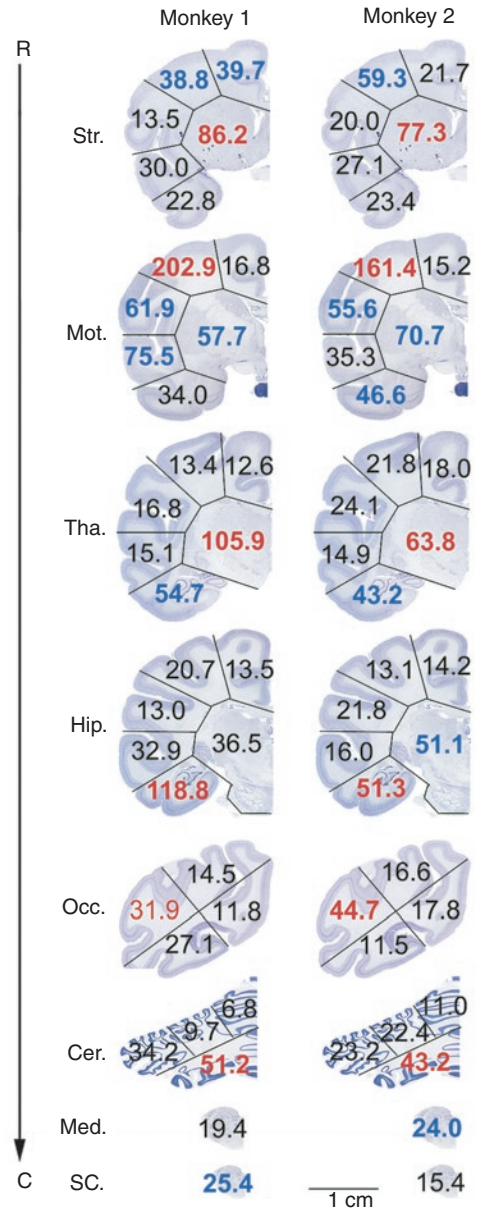 Monkey 1 Monkey 2
R
39.7 21.7
38.8 59.3
13.5 20.0
Str. 86.2 77.3
30.0 27.1
22.8 23.4
202.9 16.8 161.4 15.2
61.9 55.6
Mot. 57.7 70.7
75.5 35.3
34.0 46.6
13.4 12.6 21.8 18.0
16.8 24.1
Tha. 105.9 63.8
15.1 14.9
54.7 43.2
20.7 13.5 13.1 14.2
13.0 21.8
Hip. 32.9 36.5 16.0 51.1
118.8 51.3
14.5 16.6
Occ. 31.9 11.8 44.7 17.8
27.1 11.5
6.8 11.0
9.7 22.4
Cer. 34.2 51.2 23.2 43.2
Med. 19.4 24.0
C SC. 25.4 15.4
1 cm